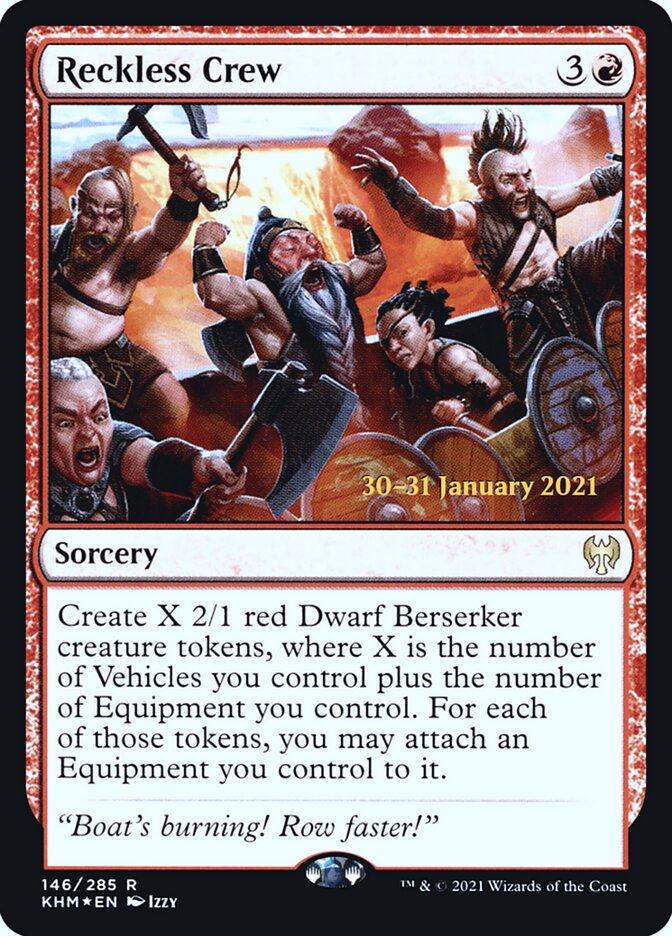 Reckless Crew 3
30–31 January 2021
Sorcery
Create X 2/1 red Dwarf Berserker
creature tokens, where X is the number
of Vehicles you control plus the number
of Equipment you control. For each
of those tokens, you may attach an
Equipment you control to it.
“Boat’s burning! Row faster!”
146/285 R
KHM★EN Izzy
™ & © 2021 Wizards of the Coast